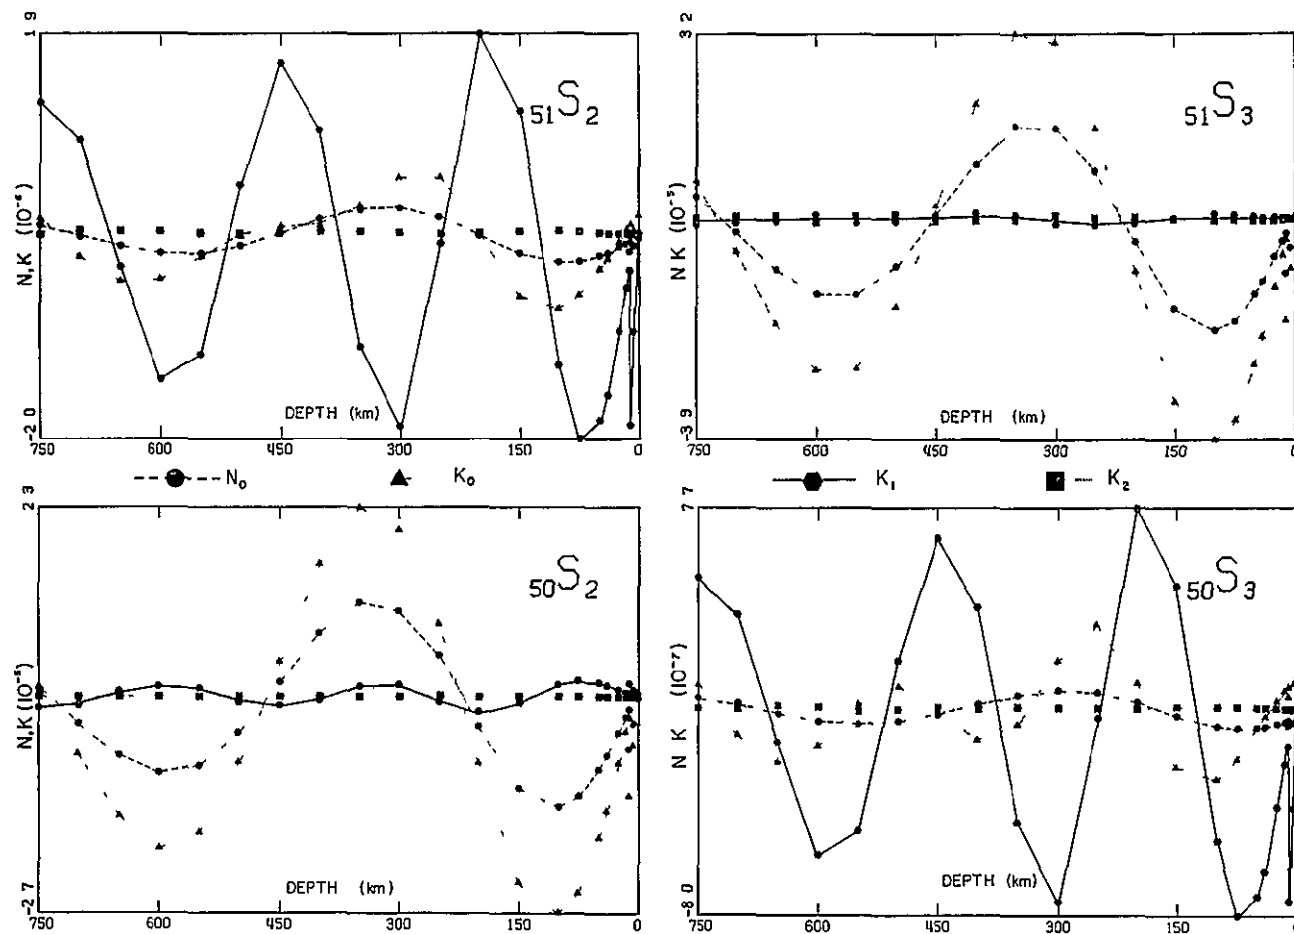 1 9
51S2
N,K (10⁻⁶)
DEPTH (km)
-2 0
750 600 450 300 150 0
3 2
51S3
N K (10⁻⁵)
DEPTH (km)
-3 9
750 600 450 300 150 0
N₀ K₀ K₁ K₂
2 3
50S2
N,K (10⁻⁵)
DEPTH (km)
-2 7
750 600 450 300 150 0
7 7
50S3
N K (10⁻⁷)
DEPTH (km)
-8 0
750 600 450 300 150 0